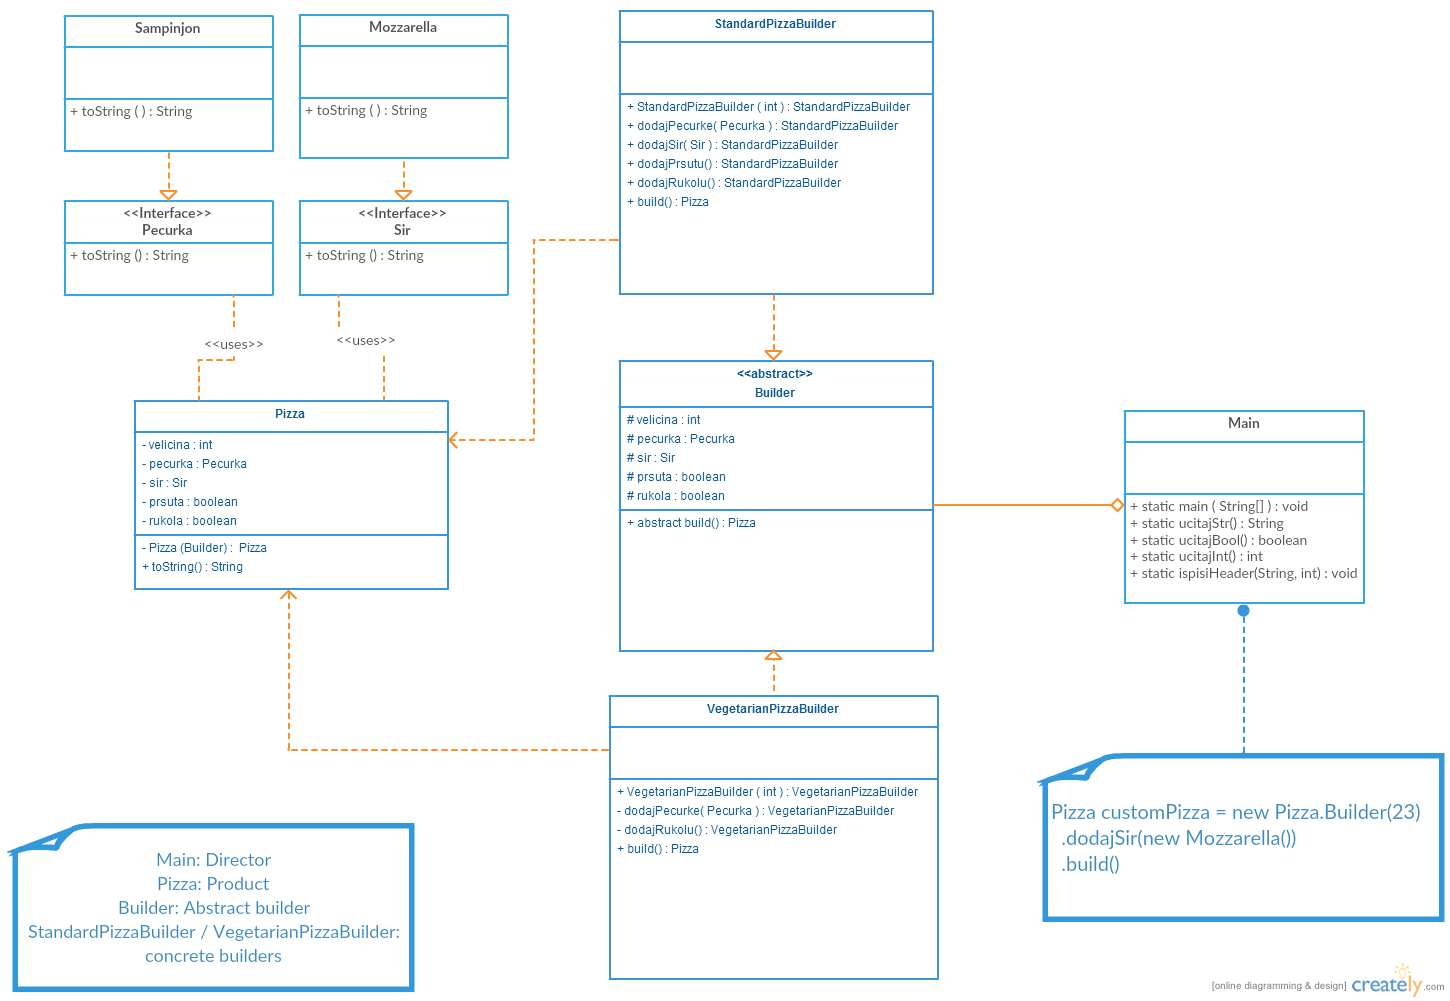 Sampinjon
+ toString ( ) : String
Mozzarella
+ toString ( ) : String
StandardPizzaBuilder
+ StandardPizzaBuilder ( int ) : StandardPizzaBuilder
+ dodajPecurke( Pecurka ) : StandardPizzaBuilder
+ dodajSir( Sir ) : StandardPizzaBuilder
+ dodajPrsutu() : StandardPizzaBuilder
+ dodajRukolu() : StandardPizzaBuilder
+ build() : Pizza
<<Interface>>
Pecurka
+ toString () : String
<<Interface>>
Sir
+ toString () : String
<<uses>>
<<uses>>
Pizza
- velicina : int
- pecurka : Pecurka
- sir : Sir
- prsuta : boolean
- rukola : boolean
- Pizza (Builder) : Pizza
+ toString() : String
<<abstract>>
Builder
# velicina : int
# pecurka : Pecurka
# sir : Sir
# prsuta : boolean
# rukola : boolean
+ abstract build() : Pizza
Main
+ static main ( String[] ) : void
+ static ucitajStr() : String
+ static ucitajBool() : boolean
+ static ucitajInt() : int
+ static ispisiHeader(String, int) : void
VegetarianPizzaBuilder
+ VegetarianPizzaBuilder ( int ) : VegetarianPizzaBuilder
- dodajPecurke( Pecurka ) : VegetarianPizzaBuilder
- dodajRukolu() : VegetarianPizzaBuilder
+ build() : Pizza
Pizza customPizza = new Pizza.Builder(23)
.dodajSir(new Mozzarella())
.build()
Main: Director
Pizza: Product
Builder: Abstract builder
StandardPizzaBuilder / VegetarianPizzaBuilder:
concrete builders
[online diagramming & design] creately.com